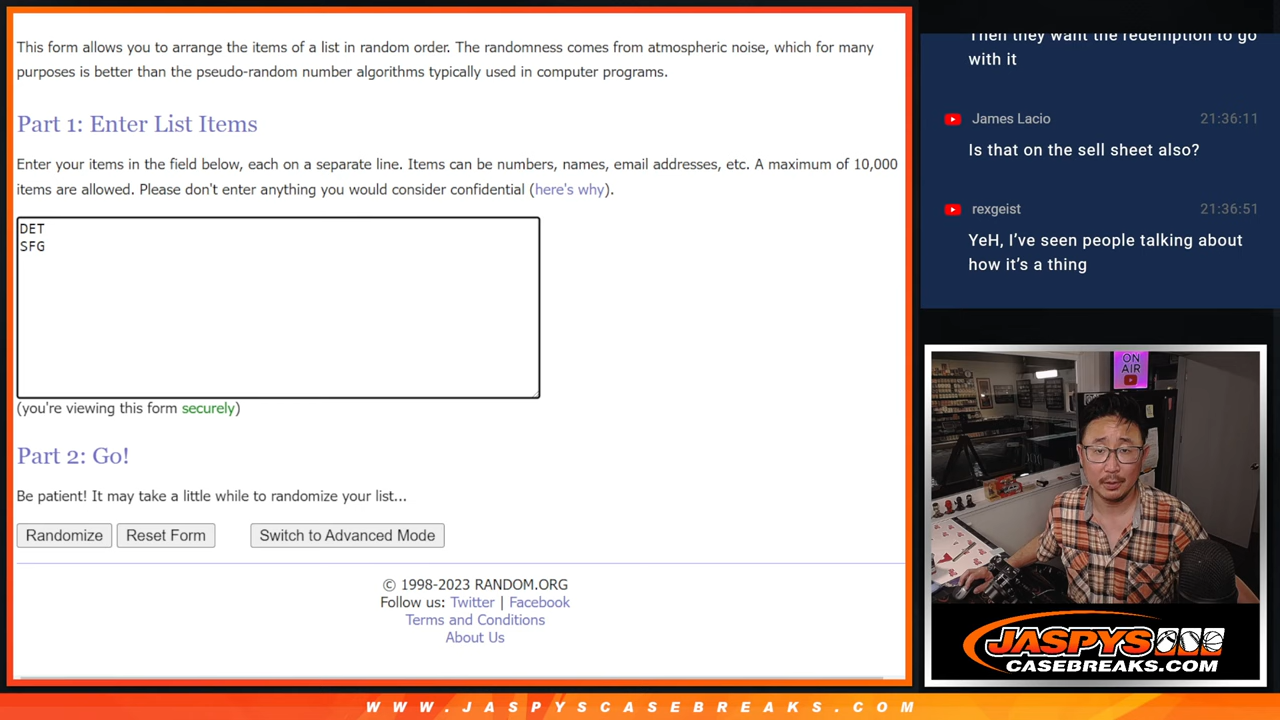 This form allows you to arrange the items of a list in random order. The randomness comes from atmospheric noise, which for many
purposes is better than the pseudo-random number algorithms typically used in computer programs.
Part 1: Enter List Items
Enter your items in the field below, each on a separate line. Items can be numbers, names, email addresses, etc. A maximum of 10,000
items are allowed. Please don't enter anything you would consider confidential (here's why).
DET
SFG
(you're viewing this form securely)
Part 2: Go!
Be patient! It may take a little while to randomize your list...
Randomize
Reset Form
Switch to Advanced Mode
© 1998-2023 RANDOM.ORG
Follow us: Twitter | Facebook
Terms and Conditions
About Us
Then they want the redemption to go
with it
James Lacio 21:36:11
Is that on the sell sheet also?
rexgeist 21:36:51
YeH, I've seen people talking about
how it's a thing
ON
AIR
JASPYS
CASEBREAKS.COM
WWW.JASPYSCASEBREAKS.COM